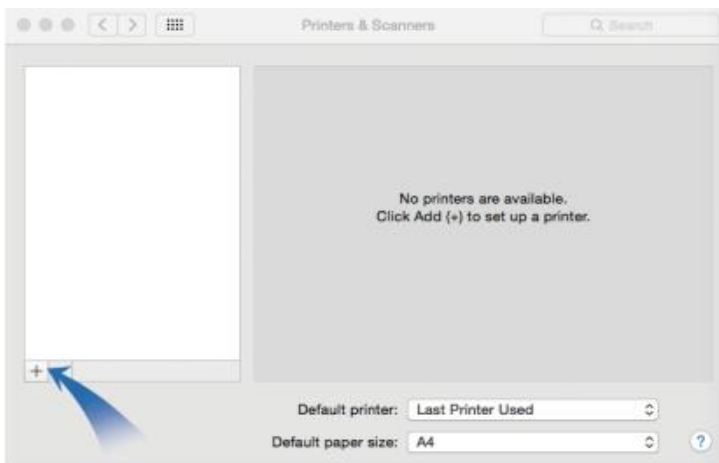 Printers & Scanners
Search
No printers are available.
Click Add (+) to set up a printer.
+
Default printer: Last Printer Used
Default paper size: A4
?